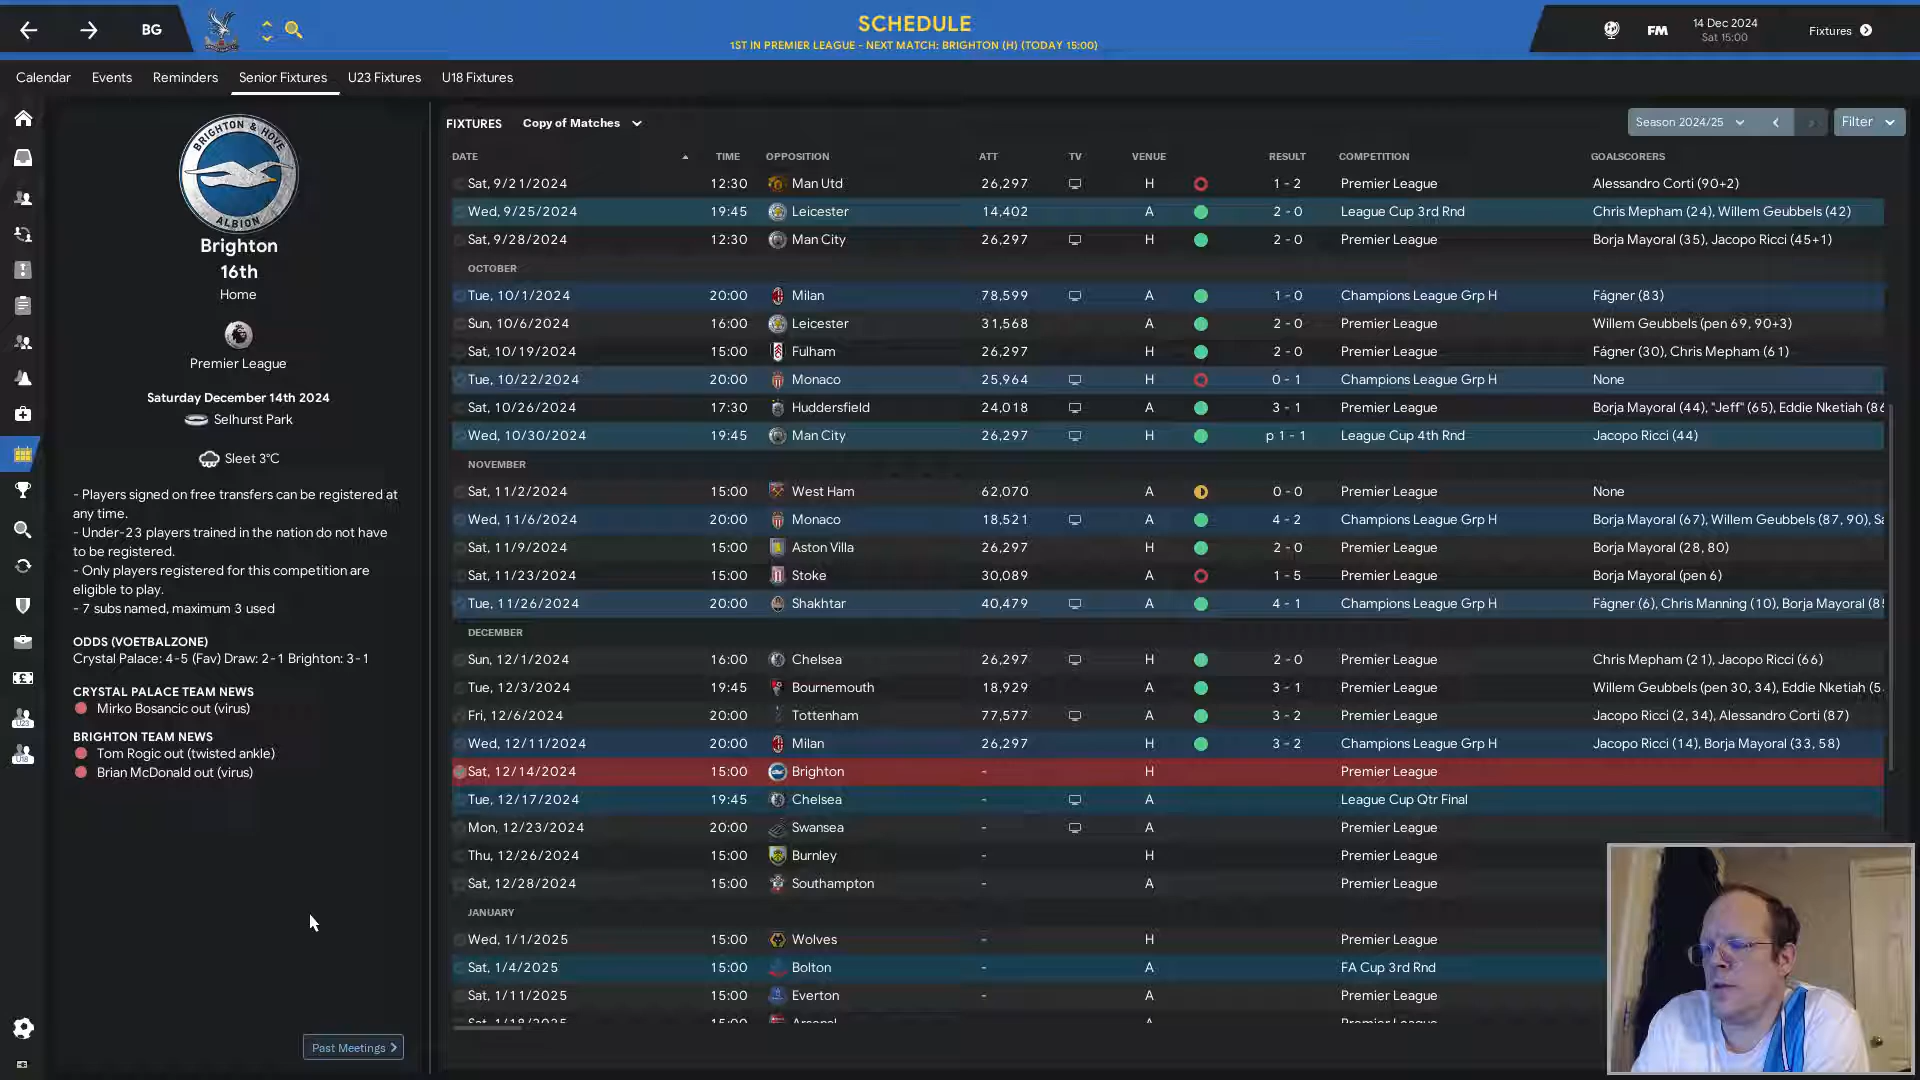 BG
SCHEDULE
1ST IN PREMIER LEAGUE - NEXT MATCH: BRIGHTON (H) (TODAY 15:00)
FM
14 Dec 2024
Sat 15:00
Fixtures
Calendar Events Reminders Senior Fixtures U23 Fixtures U18 Fixtures
BRIGHTON & HOVE
ALBION
Brighton
16th
Home
Premier League
Saturday December 14th 2024
Selhurst Park
Sleet 3°C
- Players signed on free transfers can be registered at
any time.
- Under-23 players trained in the nation do not have
to be registered.
- Only players registered for this competition are
eligible to play.
- 7 subs named, maximum 3 used
ODDS (VOETBALZONE)
Crystal Palace: 4-5 (Fav) Draw: 2-1 Brighton: 3-1
CRYSTAL PALACE TEAM NEWS
Mirko Bosancic out (virus)
BRIGHTON TEAM NEWS
Tom Rogic out (twisted ankle)
Brian McDonald out (virus)
Past Meetings
U23
U18
FIXTURES Copy of Matches Season 2024/25 Filter
DATE TIME OPPOSITION ATT TV VENUE RESULT COMPETITION GOALSCORERS
Sat, 9/21/2024 12:30 Man Utd 26,297 H 1 - 2 Premier League Alessandro Corti (90+2)
Wed, 9/25/2024 19:45 Leicester 14,402 A 2 - 0 League Cup 3rd Rnd Chris Mepham (24), Willem Geubbels (42)
Sat, 9/28/2024 12:30 Man City 26,297 H 2 - 0 Premier League Borja Mayoral (35), Jacopo Ricci (45+1)
OCTOBER
Tue, 10/1/2024 20:00 Milan 78,599 A 1 - 0 Champions League Grp H Fágner (83)
Sun, 10/6/2024 16:00 Leicester 31,568 A 2 - 0 Premier League Willem Geubbels (pen 69, 90+3)
Sat, 10/19/2024 15:00 Fulham 26,297 H 2 - 0 Premier League Fágner (30), Chris Mepham (61)
Tue, 10/22/2024 20:00 Monaco 25,964 H 0 - 1 Champions League Grp H None
Sat, 10/26/2024 17:30 Huddersfield 24,018 A 3 - 1 Premier League Borja Mayoral (44), "Jeff" (65), Eddie Nketiah (86
Wed, 10/30/2024 19:45 Man City 26,297 H p 1 - 1 League Cup 4th Rnd Jacopo Ricci (44)
NOVEMBER
Sat, 11/2/2024 15:00 West Ham 62,070 A 0 - 0 Premier League None
Wed, 11/6/2024 20:00 Monaco 18,521 A 4 - 2 Champions League Grp H Borja Mayoral (67), Willem Geubbels (87, 90), Sa
Sat, 11/9/2024 15:00 Aston Villa 26,297 H 2 - 0 Premier League Borja Mayoral (28, 80)
Sat, 11/23/2024 15:00 Stoke 30,089 A 1 - 5 Premier League Borja Mayoral (pen 6)
Tue, 11/26/2024 20:00 Shakhtar 40,479 A 4 - 1 Champions League Grp H Fágner (6), Chris Manning (10), Borja Mayoral (85
DECEMBER
Sun, 12/1/2024 16:00 Chelsea 26,297 H 2 - 0 Premier League Chris Mepham (21), Jacopo Ricci (66)
Tue, 12/3/2024 19:45 Bournemouth 18,929 A 3 - 1 Premier League Willem Geubbels (pen 30, 34), Eddie Nketiah (5
Fri, 12/6/2024 20:00 Tottenham 77,577 A 3 - 2 Premier League Jacopo Ricci (2, 34), Alessandro Corti (87)
Wed, 12/11/2024 20:00 Milan 26,297 H 3 - 2 Champions League Grp H Jacopo Ricci (14), Borja Mayoral (33, 58)
Sat, 12/14/2024 15:00 Brighton - H Premier League
Tue, 12/17/2024 19:45 Chelsea - A League Cup Qtr Final
Mon, 12/23/2024 20:00 Swansea - A Premier League
Thu, 12/26/2024 15:00 Burnley - H Premier League
Sat, 12/28/2024 15:00 Southampton - A Premier League
JANUARY
Wed, 1/1/2025 15:00 Wolves - H Premier League
Sat, 1/4/2025 15:00 Bolton - A FA Cup 3rd Rnd
Sat, 1/11/2025 15:00 Everton - A Premier League
Sat, 1/18/2025 15:00 Arsenal A Premier League